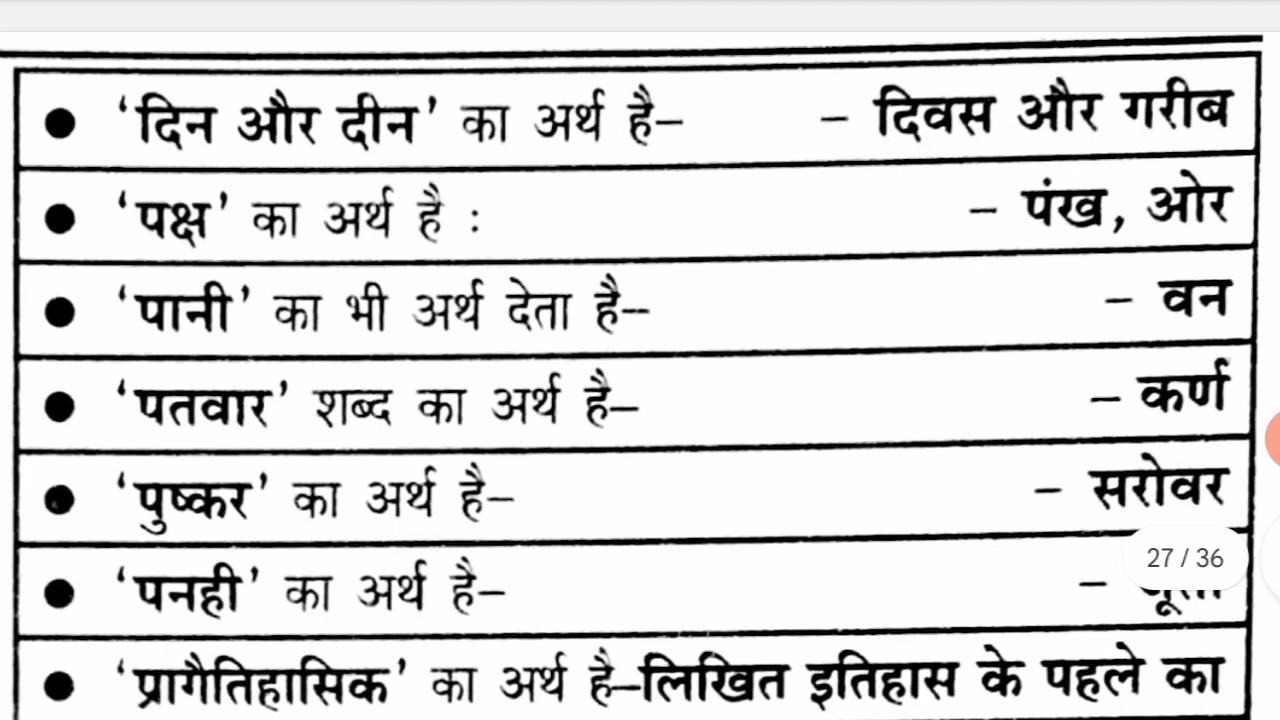 ● ‘दिन और दीन’ का अर्थ है– – दिवस और गरीब
● ‘पक्ष’ का अर्थ है : – पंख, ओर
● ‘पानी’ का भी अर्थ देता है– – वन
● ‘पतवार’ शब्द का अर्थ है– – कर्ण
● ‘पुष्कर’ का अर्थ है– – सरोवर
27 / 36
● ‘पनही’ का अर्थ है– –
● ‘प्रागैतिहासिक’ का अर्थ है–लिखित इतिहास के पहले का